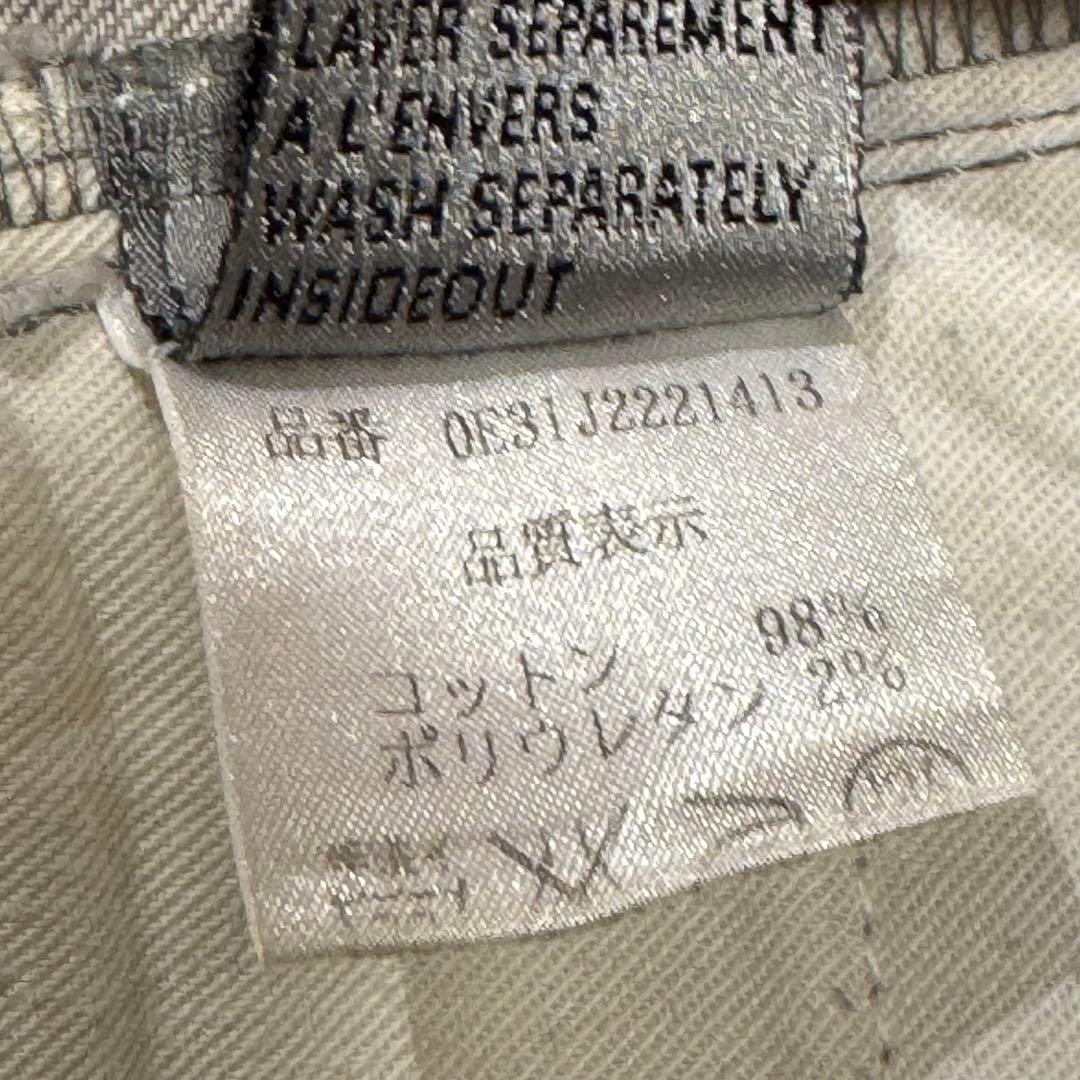 LAVER SEPAREMENT
A L'ENVERS
WASH SEPARATELY
INSIDEOUT
品番 0E31J2221413
品質表示
コットン 98%
ポリウレタン 2%